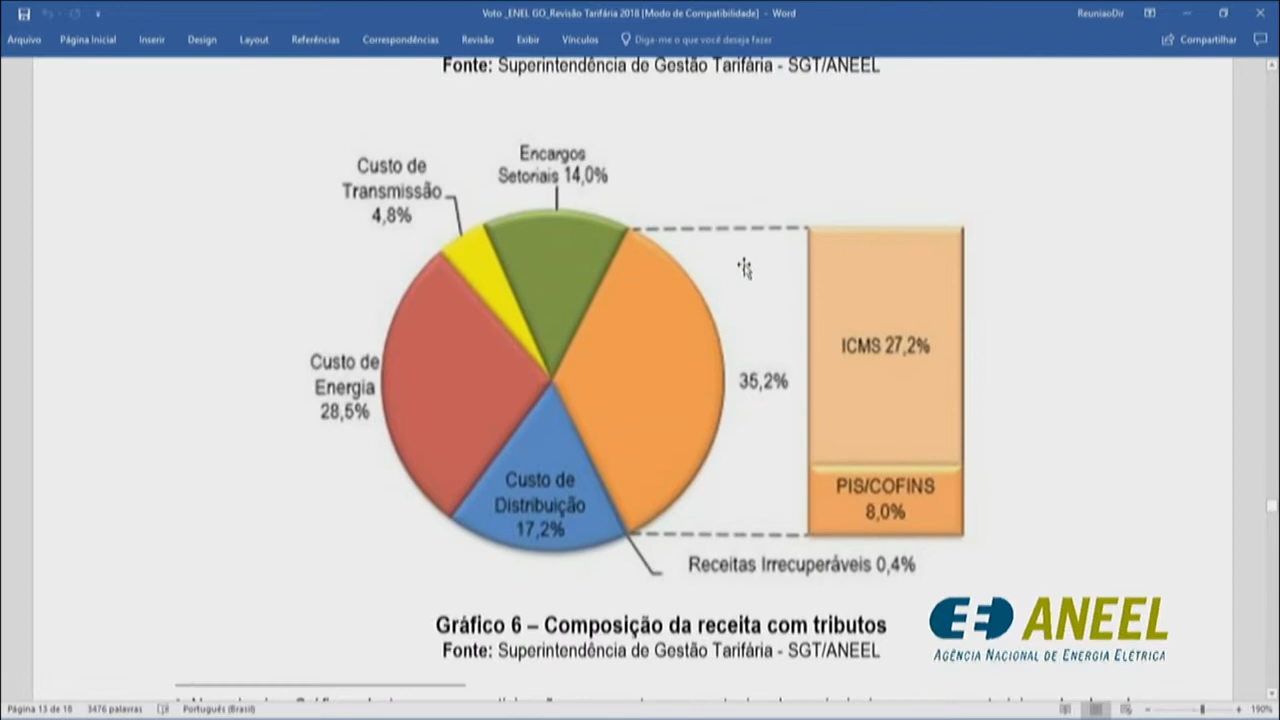 Voto _ENEL GO_Revisão Tarifária 2018 [Modo de Compatibilidade] - Word
ReuniaoDir
Arquivo Página Inicial Inserir Design Layout Referências Correspondências Revisão Exibir Vínculos Diga-me o que você deseja fazer Compartilhar
Fonte: Superintendência de Gestão Tarifária - SGT/ANEEL
Encargos
Setoriais 14,0%
Custo de
Transmissão
4,8%
Custo de
Energia
28,5%
35,2%
ICMS 27,2%
Custo de
Distribuição
17,2%
PIS/COFINS
8,0%
Receitas Irrecuperáveis 0,4%
Gráfico 6 – Composição da receita com tributos
Fonte: Superintendência de Gestão Tarifária - SGT/ANEEL
ANEEL
AGÊNCIA NACIONAL DE ENERGIA ELÉTRICA
Página 13 de 18 3476 palavras Português (Brasil) 190%